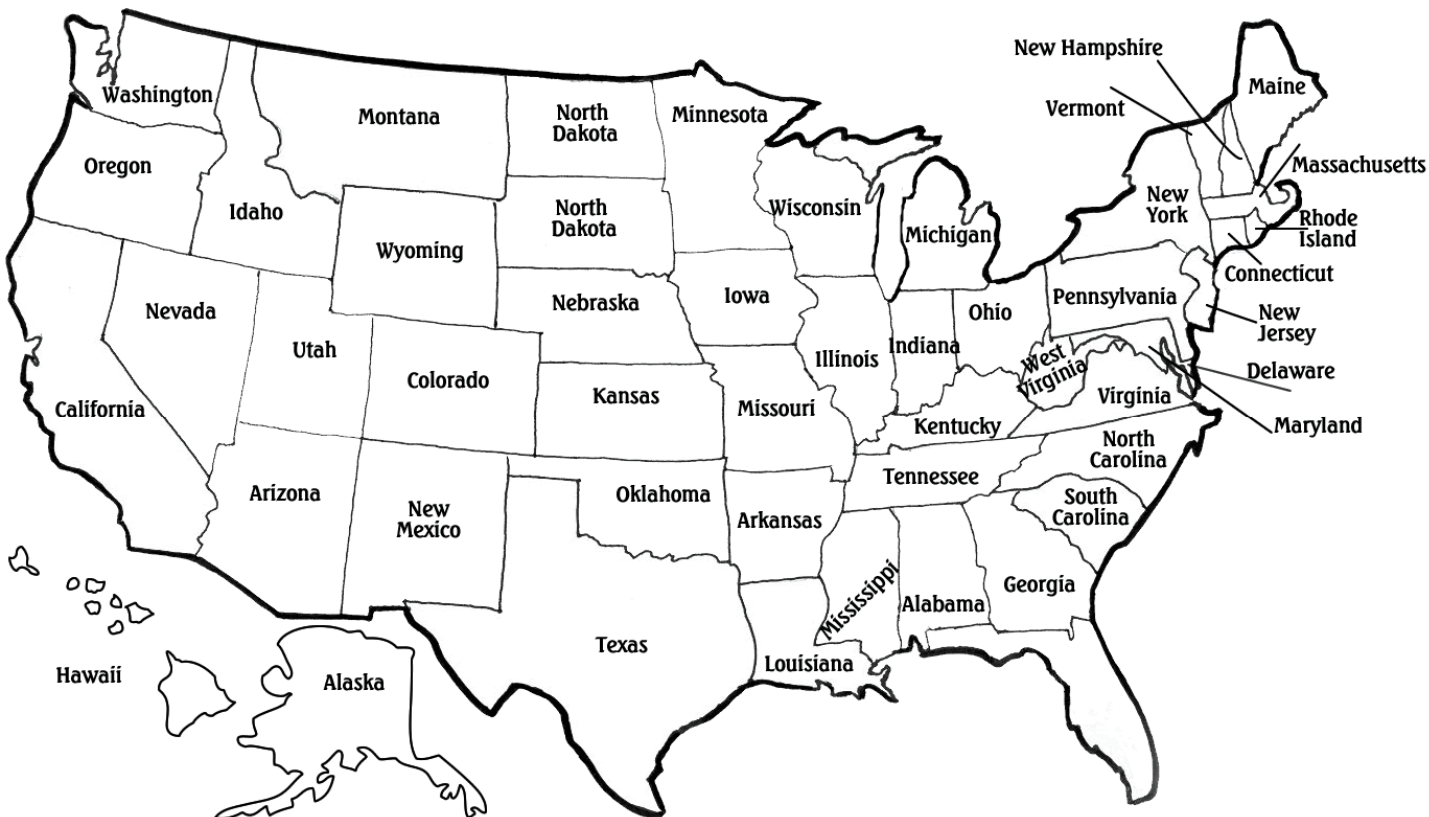 New Hampshire
Maine
Washington
Vermont
Montana
North
Dakota
Minnesota
Oregon
Massachusetts
Idaho
North
Dakota
Wisconsin
New
York
Rhode
Island
Michigan
Wyoming
Connecticut
Nebraska
Iowa
Pennsylvania
Nevada
Ohio
New
Jersey
Utah
Illinois
Indiana
West
Virginia
Delaware
Colorado
Kansas
Virginia
California
Missouri
Kentucky
Maryland
North
Carolina
Tennessee
Arizona
Oklahoma
South
Carolina
New
Mexico
Arkansas
Georgia
Mississippi
Alabama
Texas
Louisiana
Hawaii
Alaska